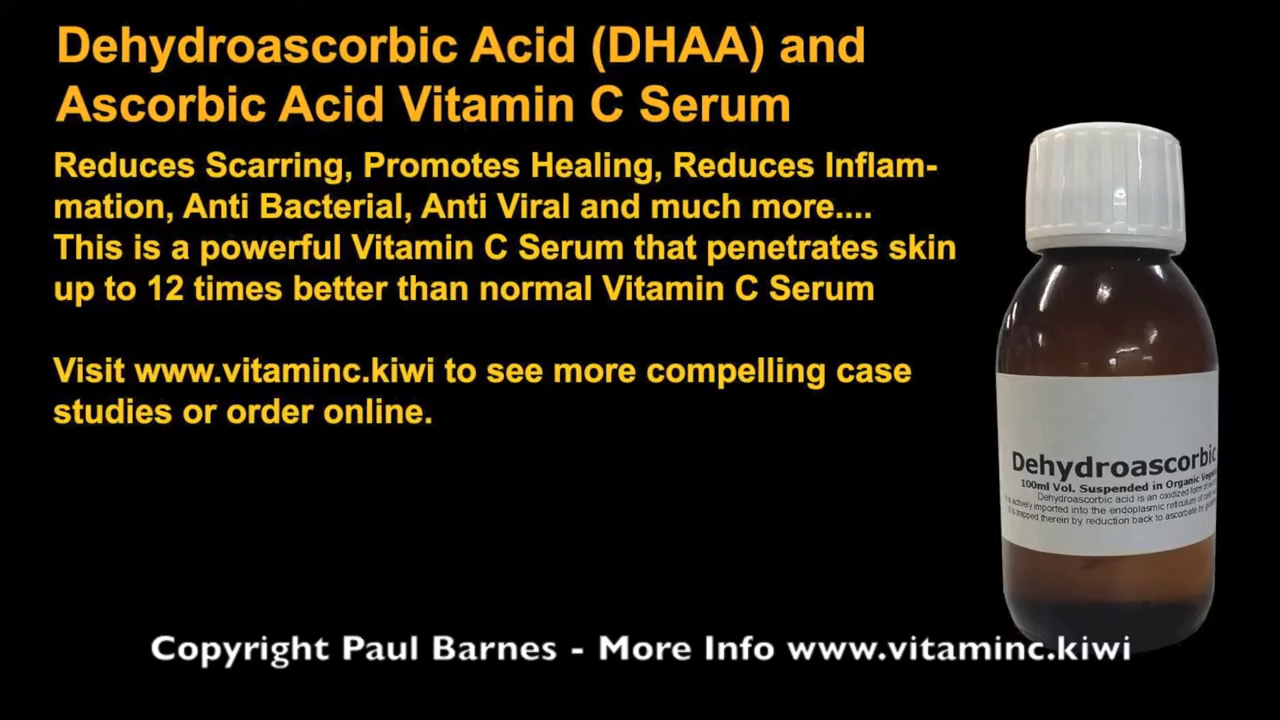 Dehydroascorbic Acid (DHAA) and
Ascorbic Acid Vitamin C Serum
Reduces Scarring, Promotes Healing, Reduces Inflam-
mation, Anti Bacterial, Anti Viral and much more....
This is a powerful Vitamin C Serum that penetrates skin
up to 12 times better than normal Vitamin C Serum
Visit www.vitaminc.kiwi to see more compelling case
studies or order online.
Dehydroascorbic
100ml Vol. Suspended in Organic
Dehydroascorbic acid is an oxidized form of
actively imported into the endoplasmic reticulum of
is trapped therein by reduction back to ascorbate by
Copyright Paul Barnes - More Info www.vitaminc.kiwi